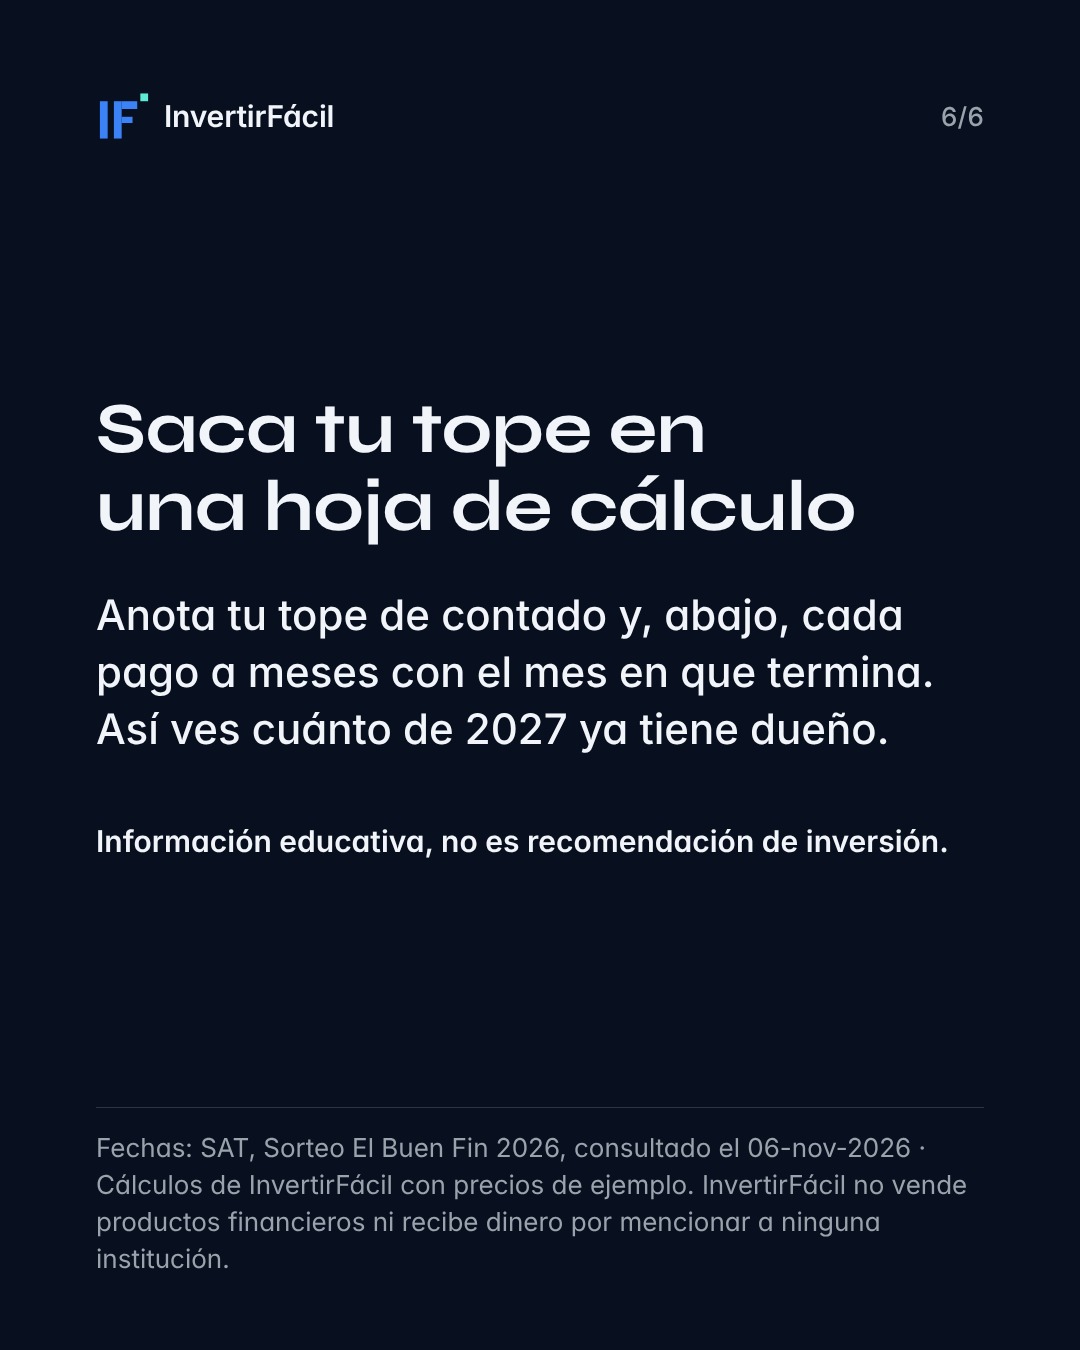 IF InvertirFácil
6/6
Saca tu tope en
una hoja de cálculo
Anota tu tope de contado y, abajo, cada
pago a meses con el mes en que termina.
Así ves cuánto de 2027 ya tiene dueño.
Información educativa, no es recomendación de inversión.
Fechas: SAT, Sorteo El Buen Fin 2026, consultado el 06-nov-2026 ·
Cálculos de InvertirFácil con precios de ejemplo. InvertirFácil no vende
productos financieros ni recibe dinero por mencionar a ninguna
institución.